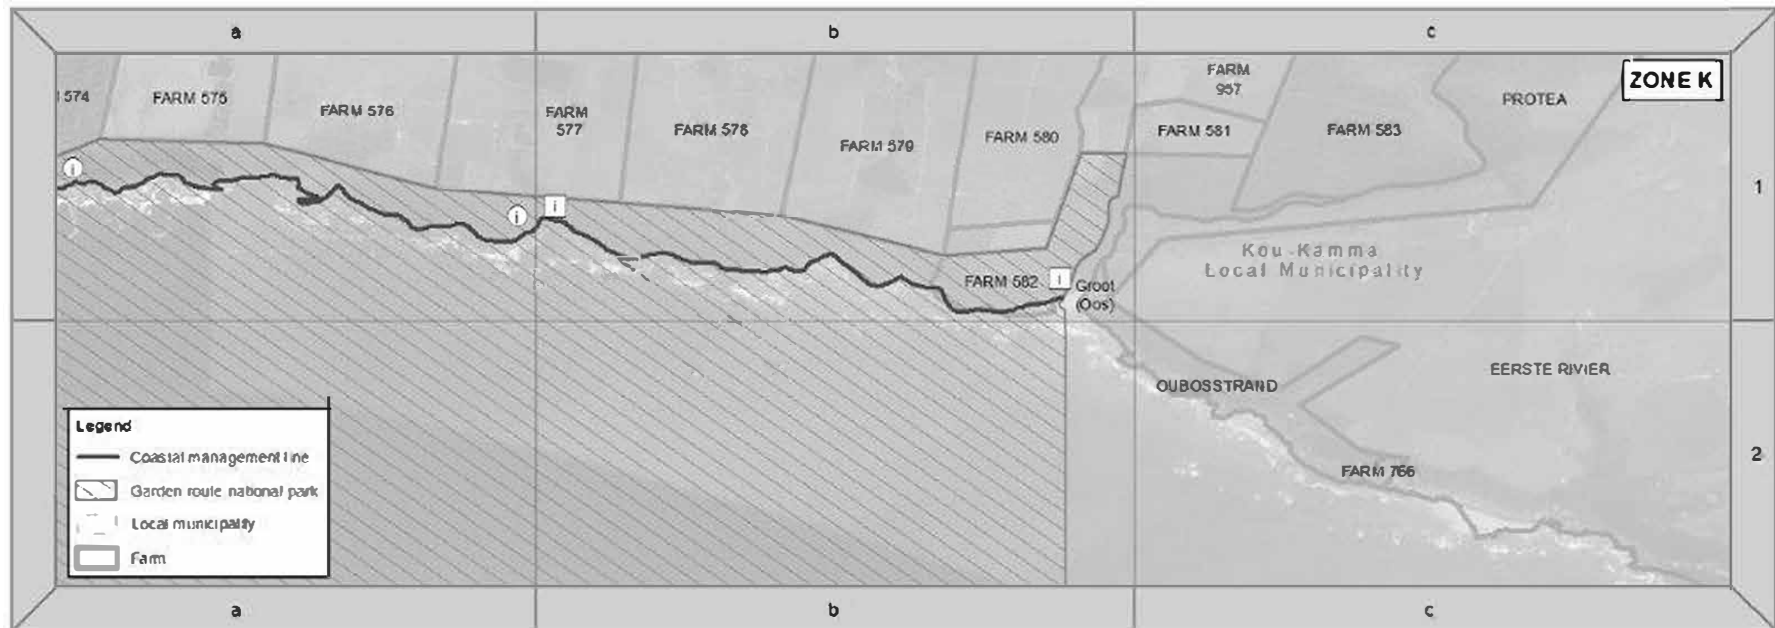 a
b
c
ZONE K
574
FARM 575
FARM 576
FARM
577
FARM 578
FARM 579
FARM 580
FARM
957
FARM 581
FARM 583
PROTEA
1
i
i
i
Kou-Kamma
Local Municipality
FARM 582
i
Groot
(Oos)
OUBOSSTRAND
EERSTE RIVIER
FARM 766
2
Legend
Coastal management line
Garden route national park
Local municipality
Farm
a
b
c